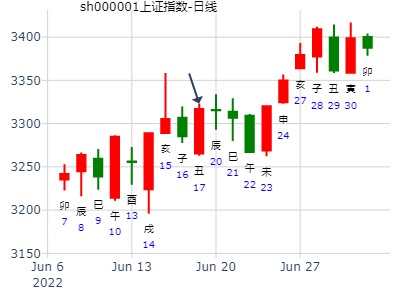 sh000001上证指数-日线
3400
3350
3300
3250
3200
3150
卯
7
辰
8
巳
9
午
10
酉
13
戌
14
亥
15
子
16
丑
17
辰
20
巳
21
午
22
未
23
申
24
亥
27
子
28
丑
29
寅
30
卯
1
Jun 6
2022
Jun 13
Jun 20
Jun 27